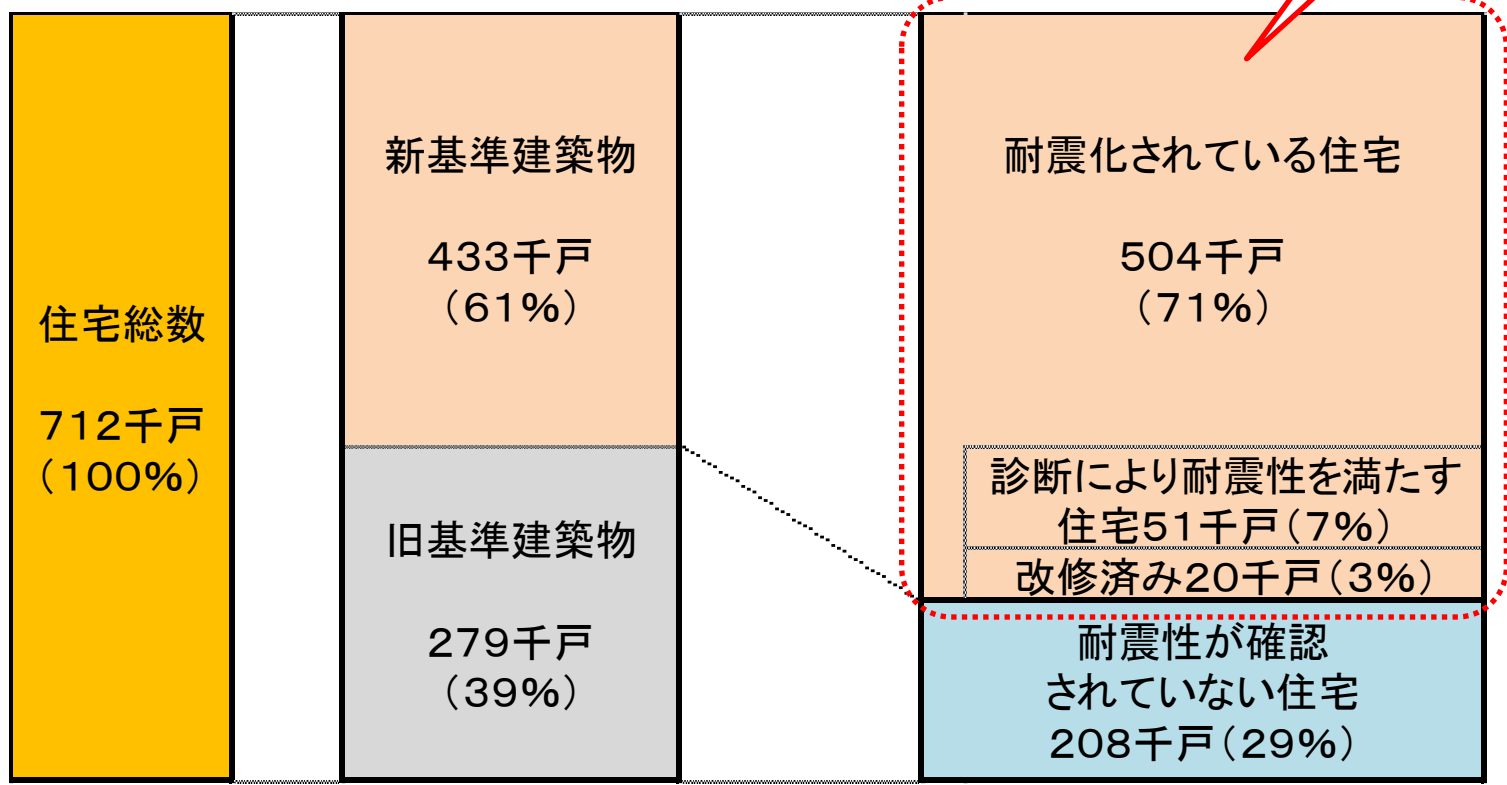 住宅総数
712千戸
（100％）
新基準建築物
433千戸
（61％）
旧基準建築物
279千戸
（39％）
耐震化されている住宅
504千戸
（71％）
診断により耐震性を満たす
住宅51千戸（7％）
改修済み20千戸（3％）
耐震性が確認
されていない住宅
208千戸（29％）